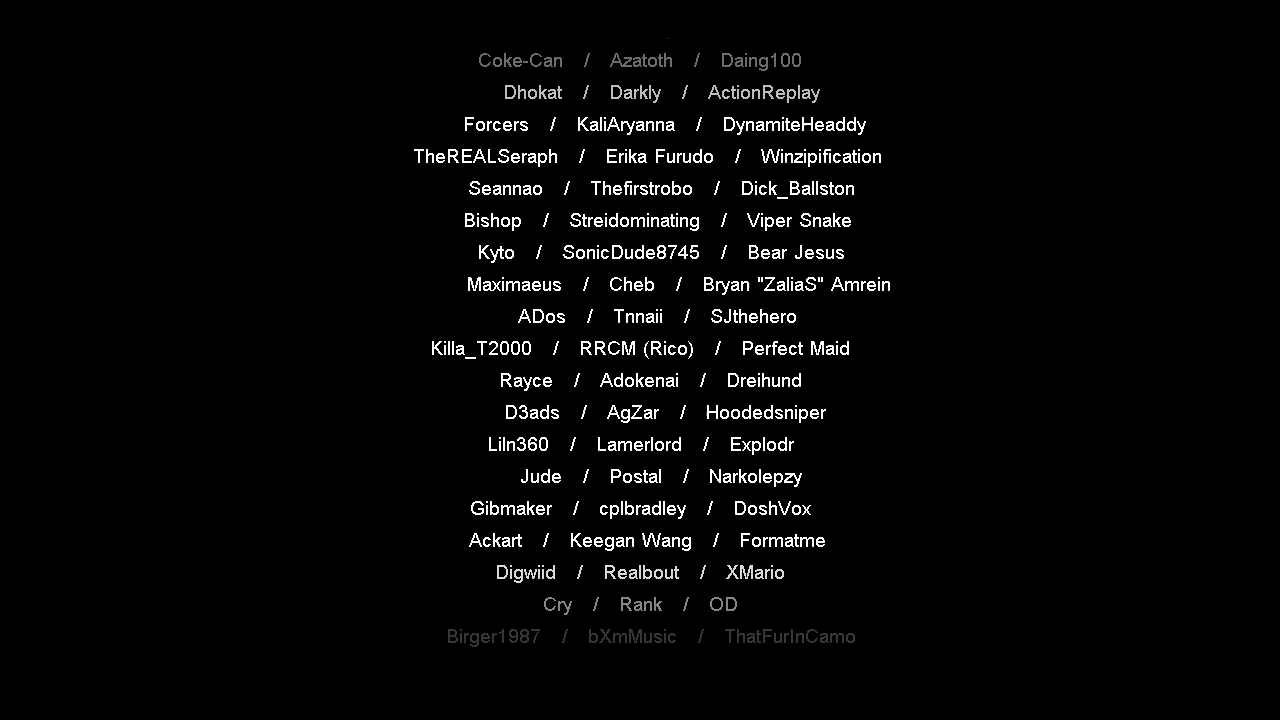 Coke-Can / Azatoth / Daing100
Dhokat / Darkly / ActionReplay
Forcers / KaliAryanna / DynamiteHeaddy
TheREALSeraph / Erika Furudo / Winzipification
Seannao / Thefirstrobo / Dick_Ballston
Bishop / Streidominating / Viper Snake
Kyto / SonicDude8745 / Bear Jesus
Maximaeus / Cheb / Bryan "ZaliaS" Amrein
ADos / Tnnaii / SJthehero
Killa_T2000 / RRCM (Rico) / Perfect Maid
Rayce / Adokenai / Dreihund
D3ads / AgZar / Hoodedsniper
Liln360 / Lamerlord / Explodr
Jude / Postal / Narkolepzy
Gibmaker / cplbradley / DoshVox
Ackart / Keegan Wang / Formatme
Digwiid / Realbout / XMario
Cry / Rank / OD
Birger1987 / bXmMusic / ThatFurInCamo